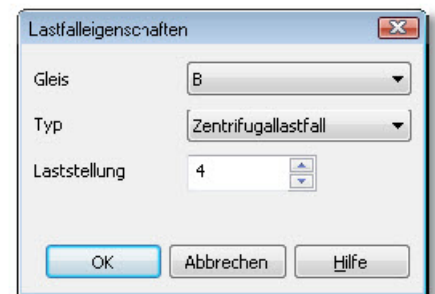 Lastfalleigenschaften
Gleis B
Typ Zentrifugallastfall
Laststellung 4
OK Abbrechen Hilfe